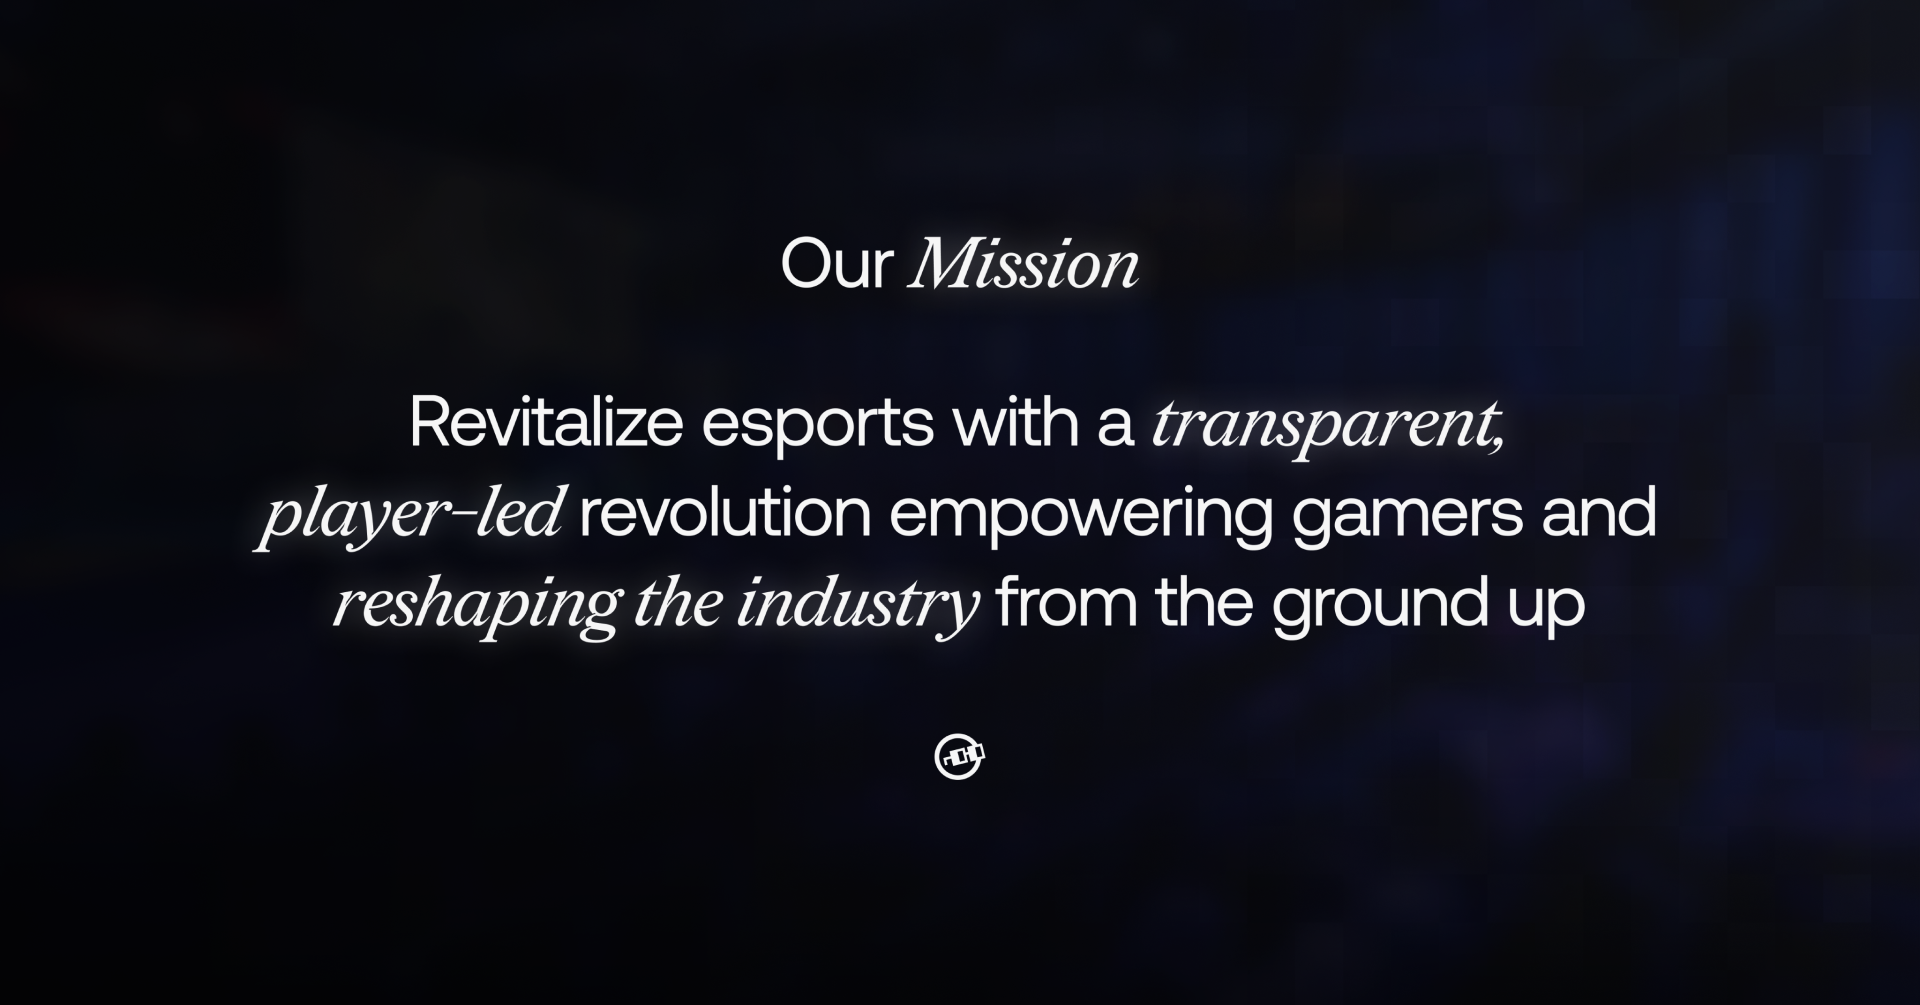 Our Mission
Revitalize esports with a transparent,
player-led revolution empowering gamers and
reshaping the industry from the ground up